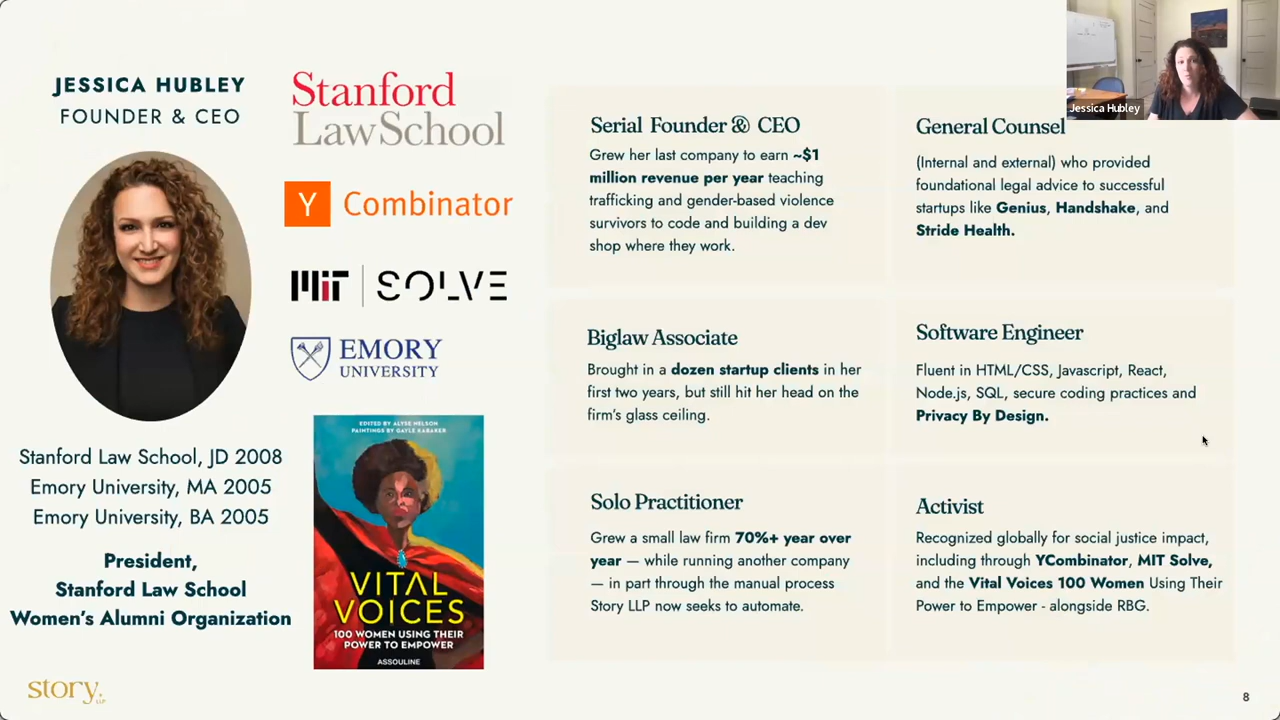 JESSICA HUBLEY
FOUNDER & CEO
Stanford Law School, JD 2008
Emory University, MA 2005
Emory University, BA 2005
President,
Stanford Law School
Women's Alumni Organization
story.
LLP
Stanford
Law School
Y Combinator
MIT SOLVE
EMORY
UNIVERSITY
EDITED BY ALYSE NELSON
PAINTINGS BY GAYLE KABAKER
VITAL
VOICES
100 WOMEN USING THEIR
POWER TO EMPOWER
ASSOULINE
Serial Founder & CEO
Grew her last company to earn ~$1
million revenue per year teaching
trafficking and gender-based violence
survivors to code and building a dev
shop where they work.
General Counsel
(Internal and external) who provided
foundational legal advice to successful
startups like Genius, Handshake, and
Stride Health.
Biglaw Associate
Brought in a dozen startup clients in her
first two years, but still hit her head on the
firm's glass ceiling.
Software Engineer
Fluent in HTML/CSS, Javascript, React,
Node.js, SQL, secure coding practices and
Privacy By Design.
Solo Practitioner
Grew a small law firm 70%+ year over
year — while running another company
— in part through the manual process
Story LLP now seeks to automate.
Activist
Recognized globally for social justice impact,
including through YCombinator, MIT Solve,
and the Vital Voices 100 Women Using Their
Power to Empower - alongside RBG.
Jessica Hubley
8